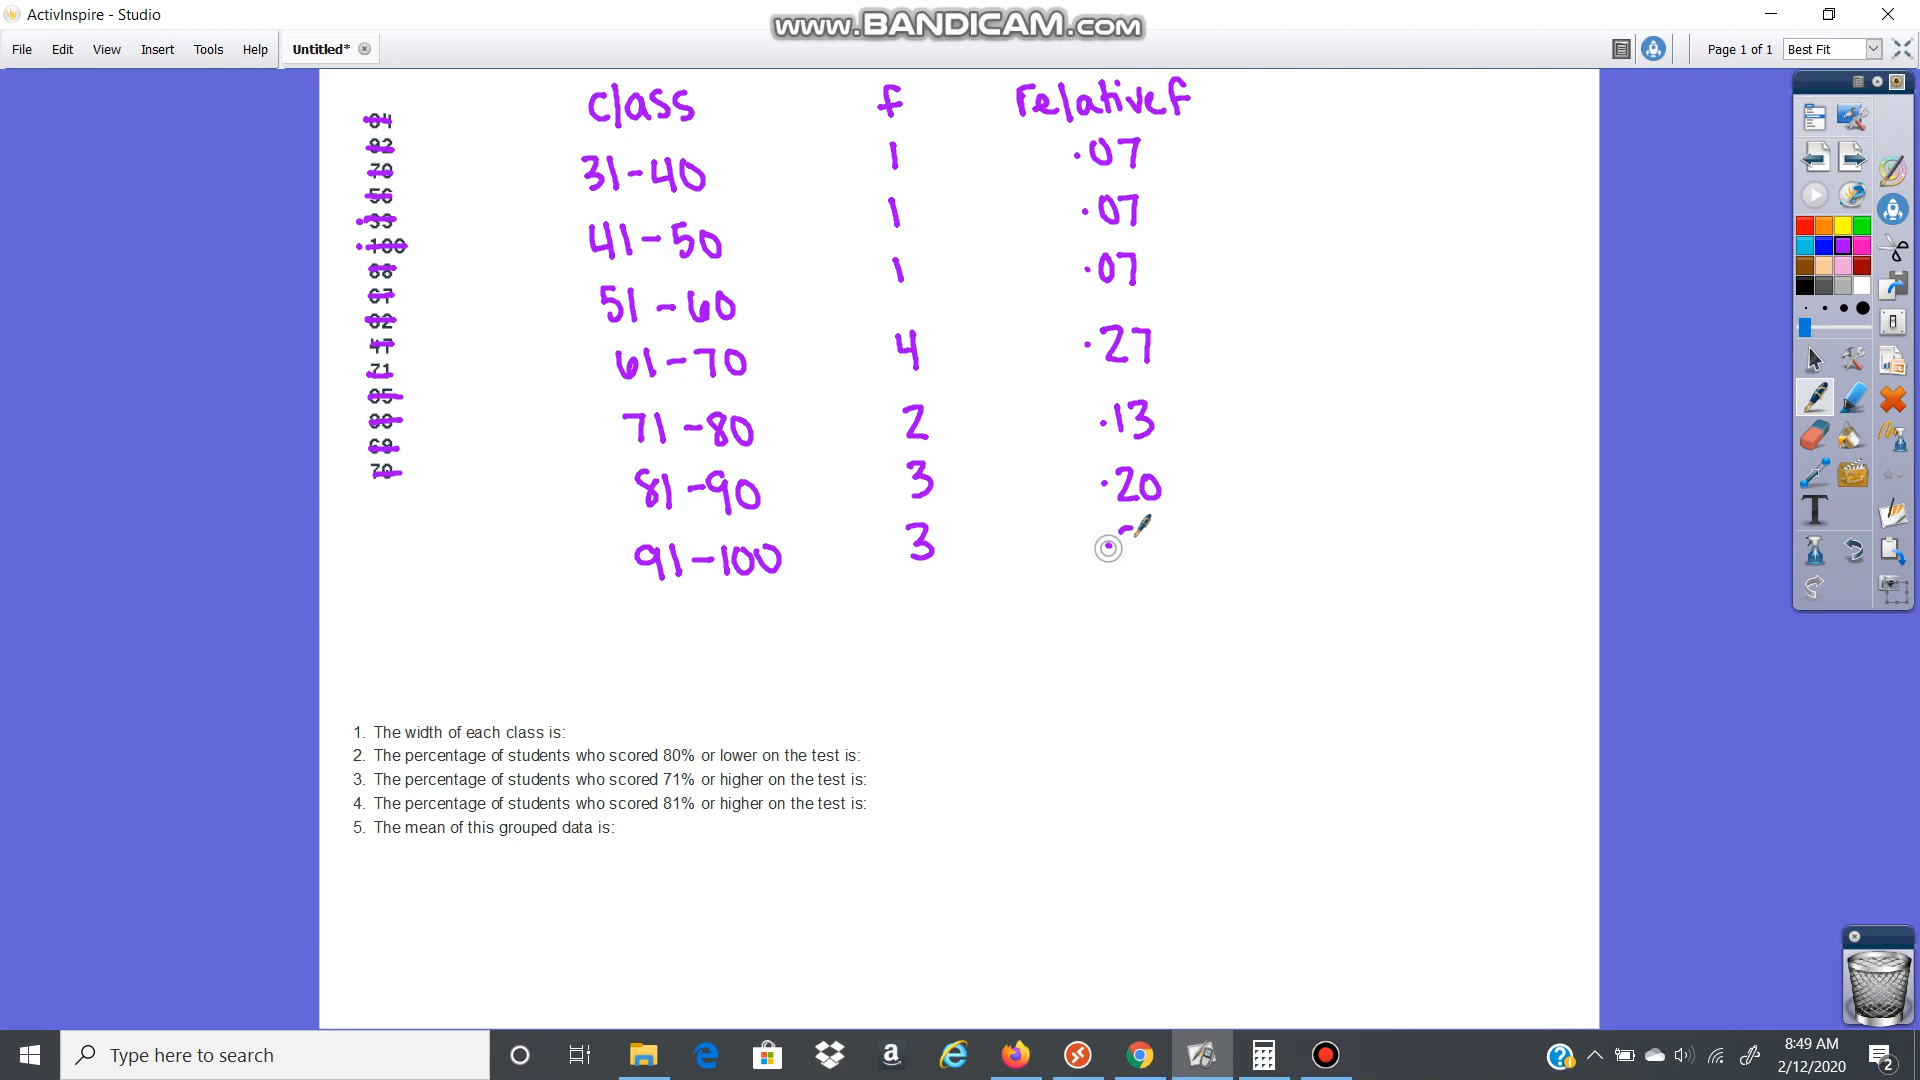 ActivInspire - Studio
www.BANDICAM.com
File Edit View Insert Tools Help Untitled*
Page 1 of 1 Best Fit
class f relative f
31-40 1 .07
41-50 1 .07
51-60 1 .07
61-70 4 .27
71-80 2 .13
81-90 3 .20
91-100 3
100
67
47
71
1. The width of each class is:
2. The percentage of students who scored 80% or lower on the test is:
3. The percentage of students who scored 71% or higher on the test is:
4. The percentage of students who scored 81% or higher on the test is:
5. The mean of this grouped data is:
Type here to search
8:49 AM
2/12/2020
2